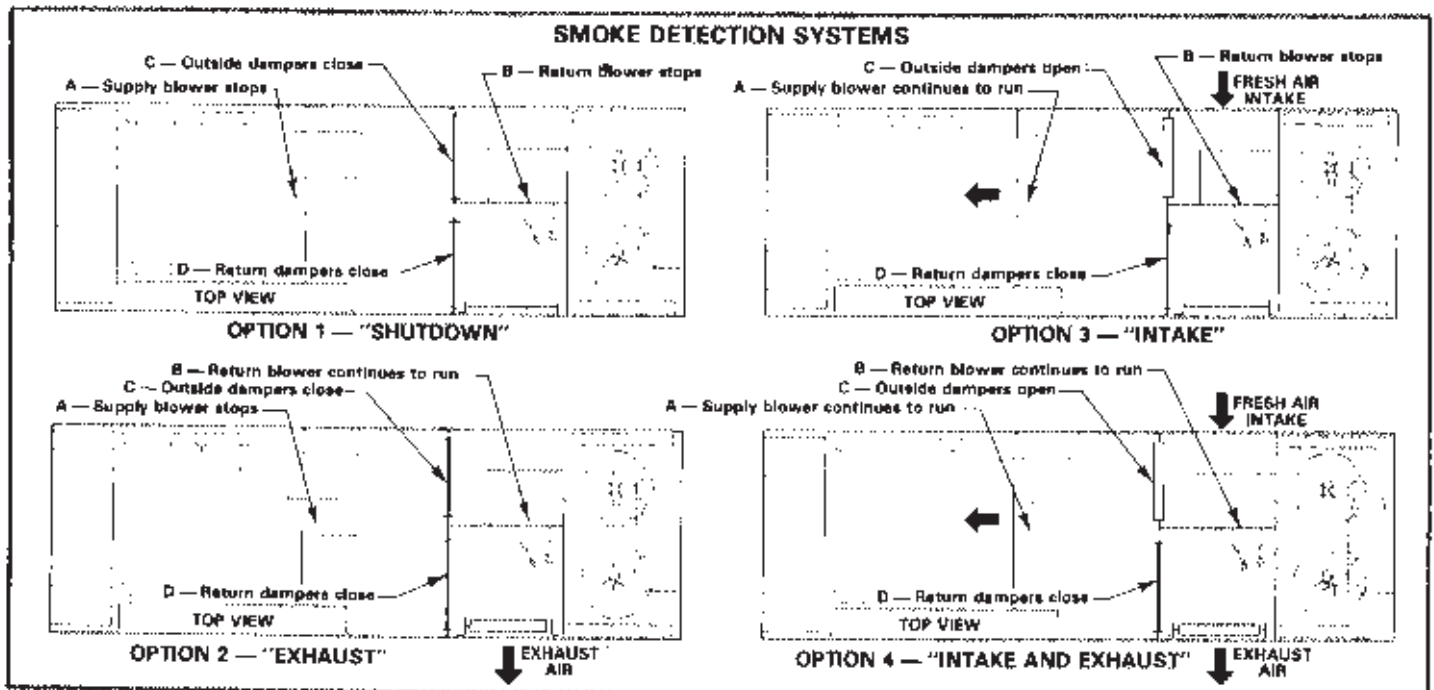 SMOKE DETECTION SYSTEMS
C — Outside dampers close
B — Return blower stops
A — Supply blower stops
D — Return dampers close
TOP VIEW
OPTION 1 — "SHUTDOWN"
B — Return blower stops
C — Outside dampers open
FRESH AIR
INTAKE
A — Supply blower continues to run
D — Return dampers close
TOP VIEW
OPTION 3 — "INTAKE"
B — Return blower continues to run
C — Outside dampers close
A — Supply blower stops
D — Return dampers close
TOP VIEW
OPTION 2 — "EXHAUST"
EXHAUST
AIR
B — Return blower continues to run
C — Outside dampers open
FRESH AIR
INTAKE
A — Supply blower continues to run
D — Return dampers close
TOP VIEW
OPTION 4 — "INTAKE AND EXHAUST"
EXHAUST
AIR